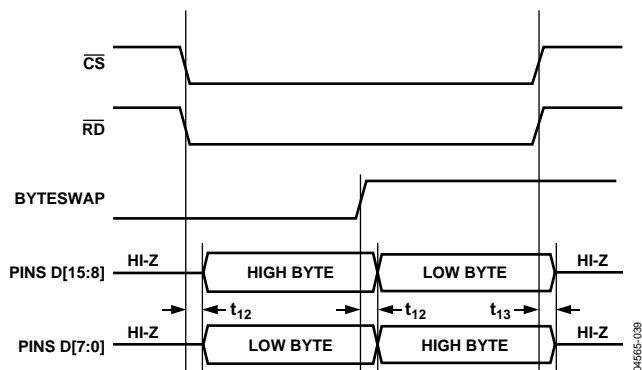 CS
RD
BYTESWAP
PINS D[15:8] HI-Z HIGH BYTE LOW BYTE HI-Z
t12 t12 t13
PINS D[7:0] HI-Z LOW BYTE HIGH BYTE HI-Z
04565-039